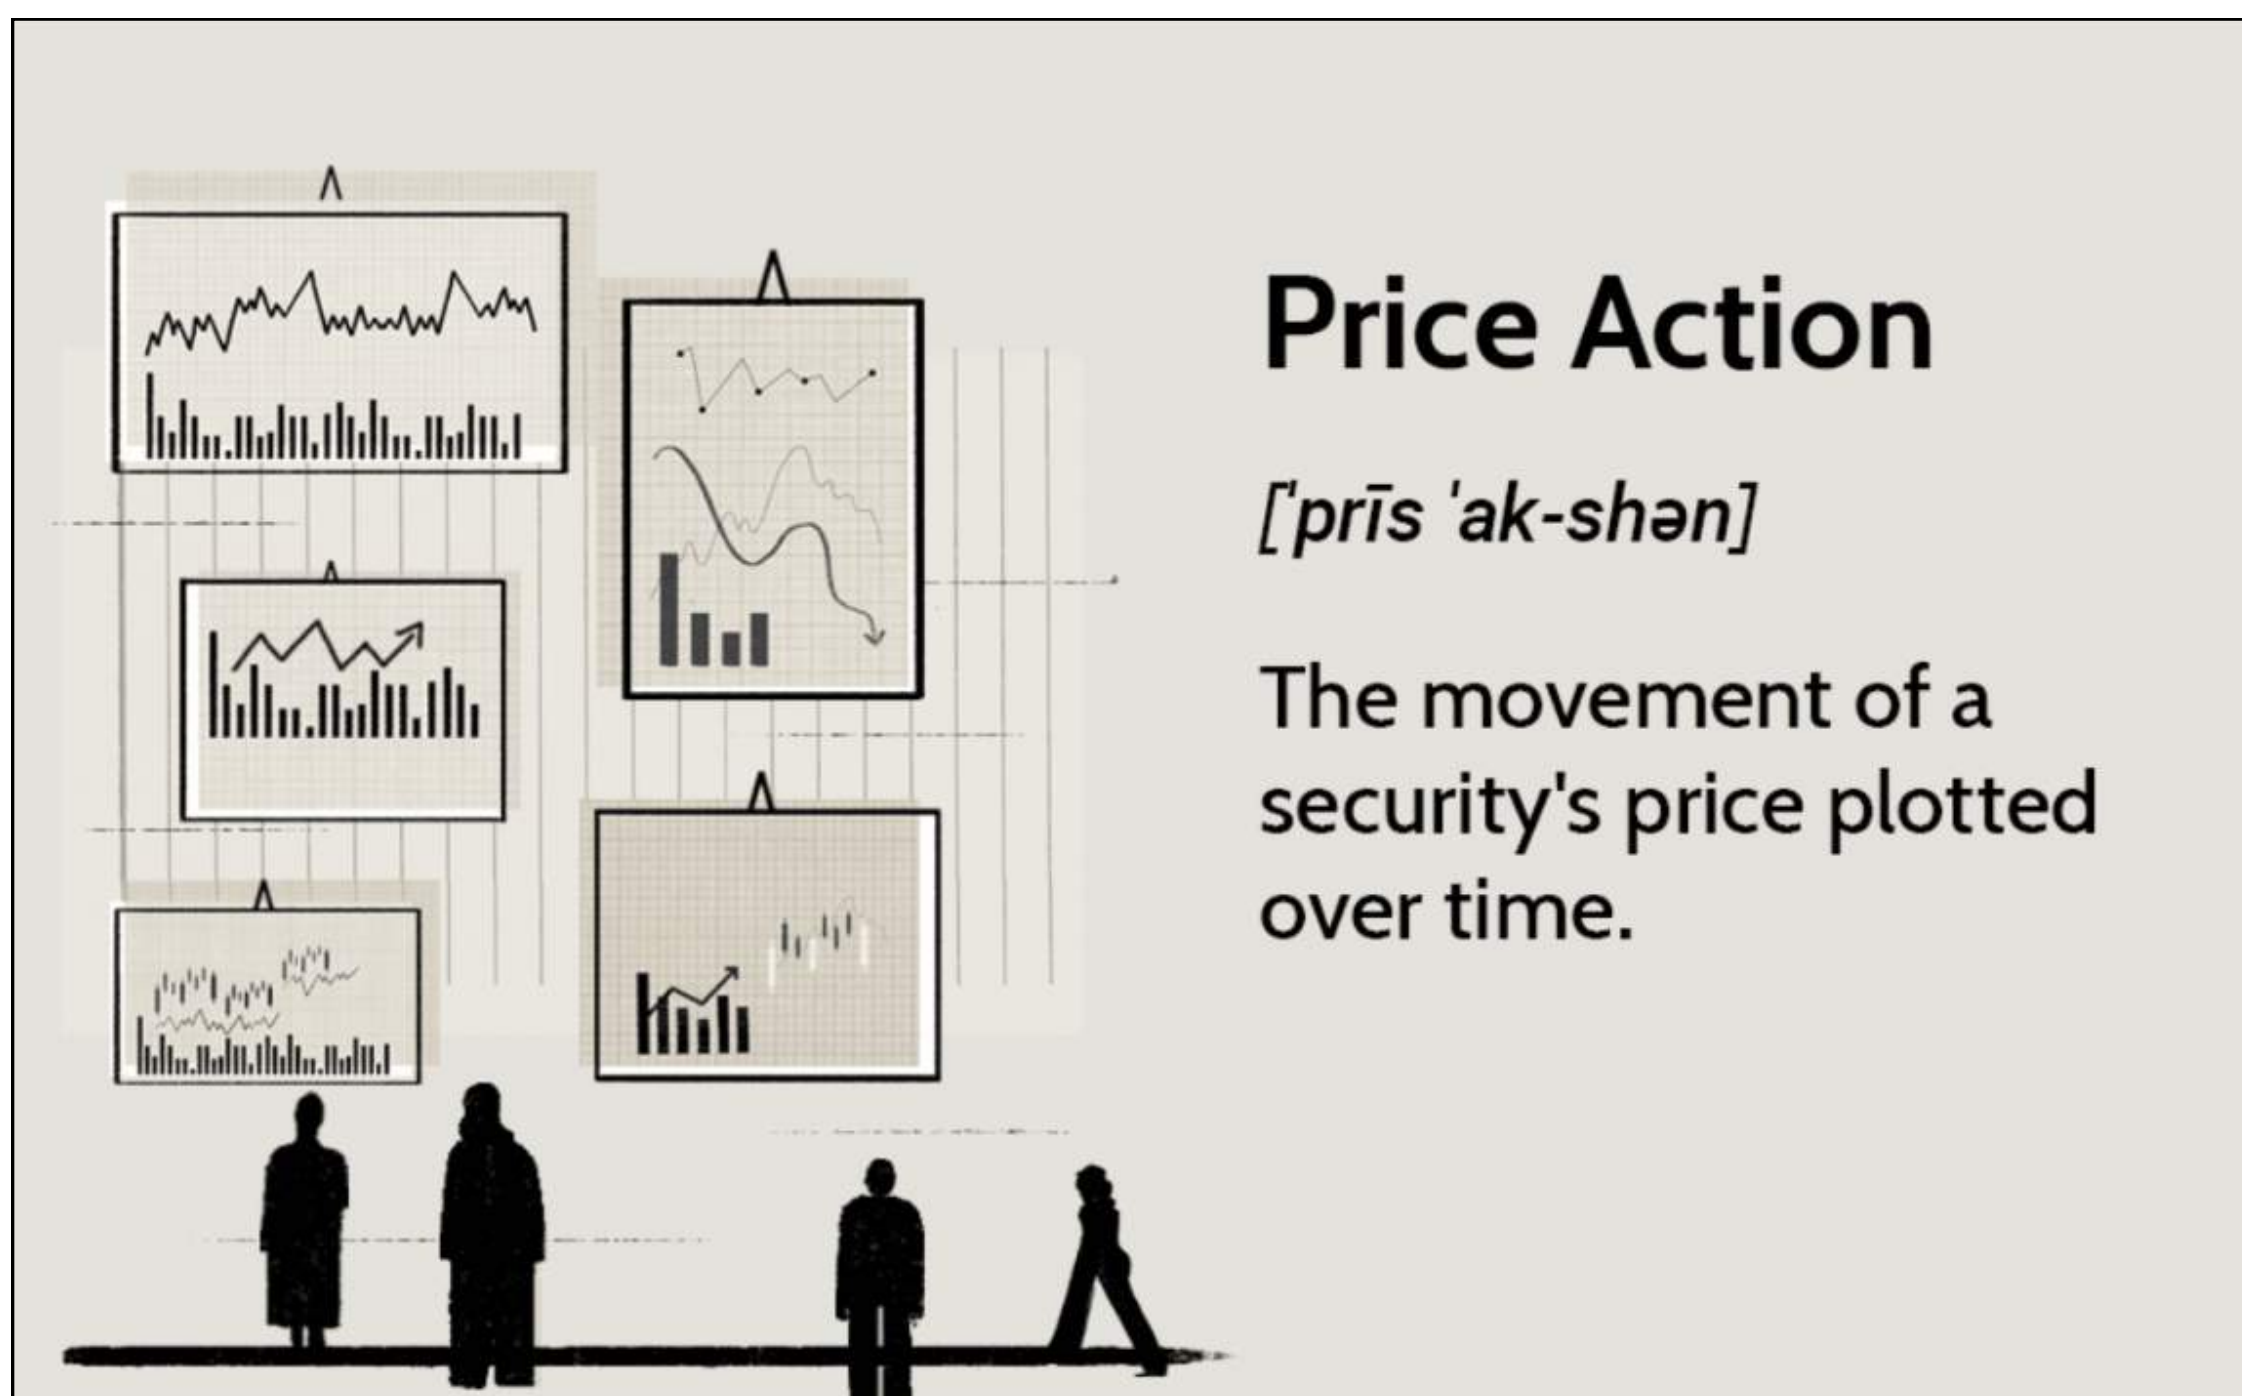 Price Action
['prīs 'ak-shən]
The movement of a
security's price plotted
over time.